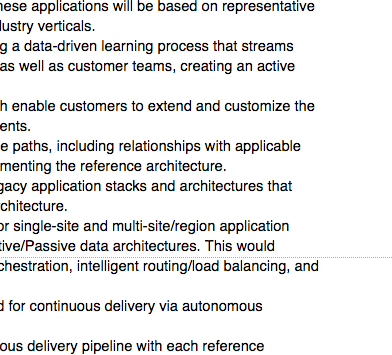 hese applications will be based on representative
dustry verticals.
g a data-driven learning process that streams
as well as customer teams, creating an active
h enable customers to extend and customize the
ents.
e paths, including relationships with applicable
menting the reference architecture.
gacy application stacks and architectures that
rchitecture.
or single-site and multi-site/region application
tive/Passive data architectures. This would
chestration, intelligent routing/load balancing, and
d for continuous delivery via autonomous
ous delivery pipeline with each reference